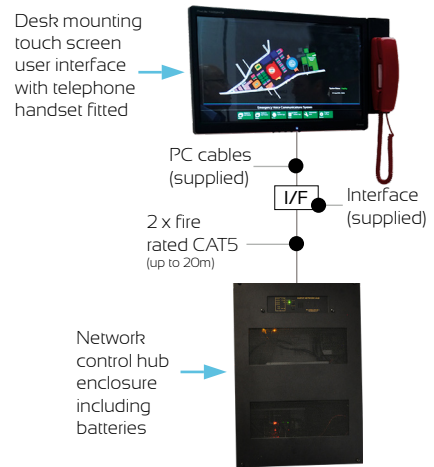 Desk mounting
touch screen
user interface
with telephone
handset fitted
Emergency Voice Communications System
PC cables
(supplied)
I/F
Interface
(supplied)
2 x fire
rated CAT5
(up to 20m)
Network
control hub
enclosure
including
batteries